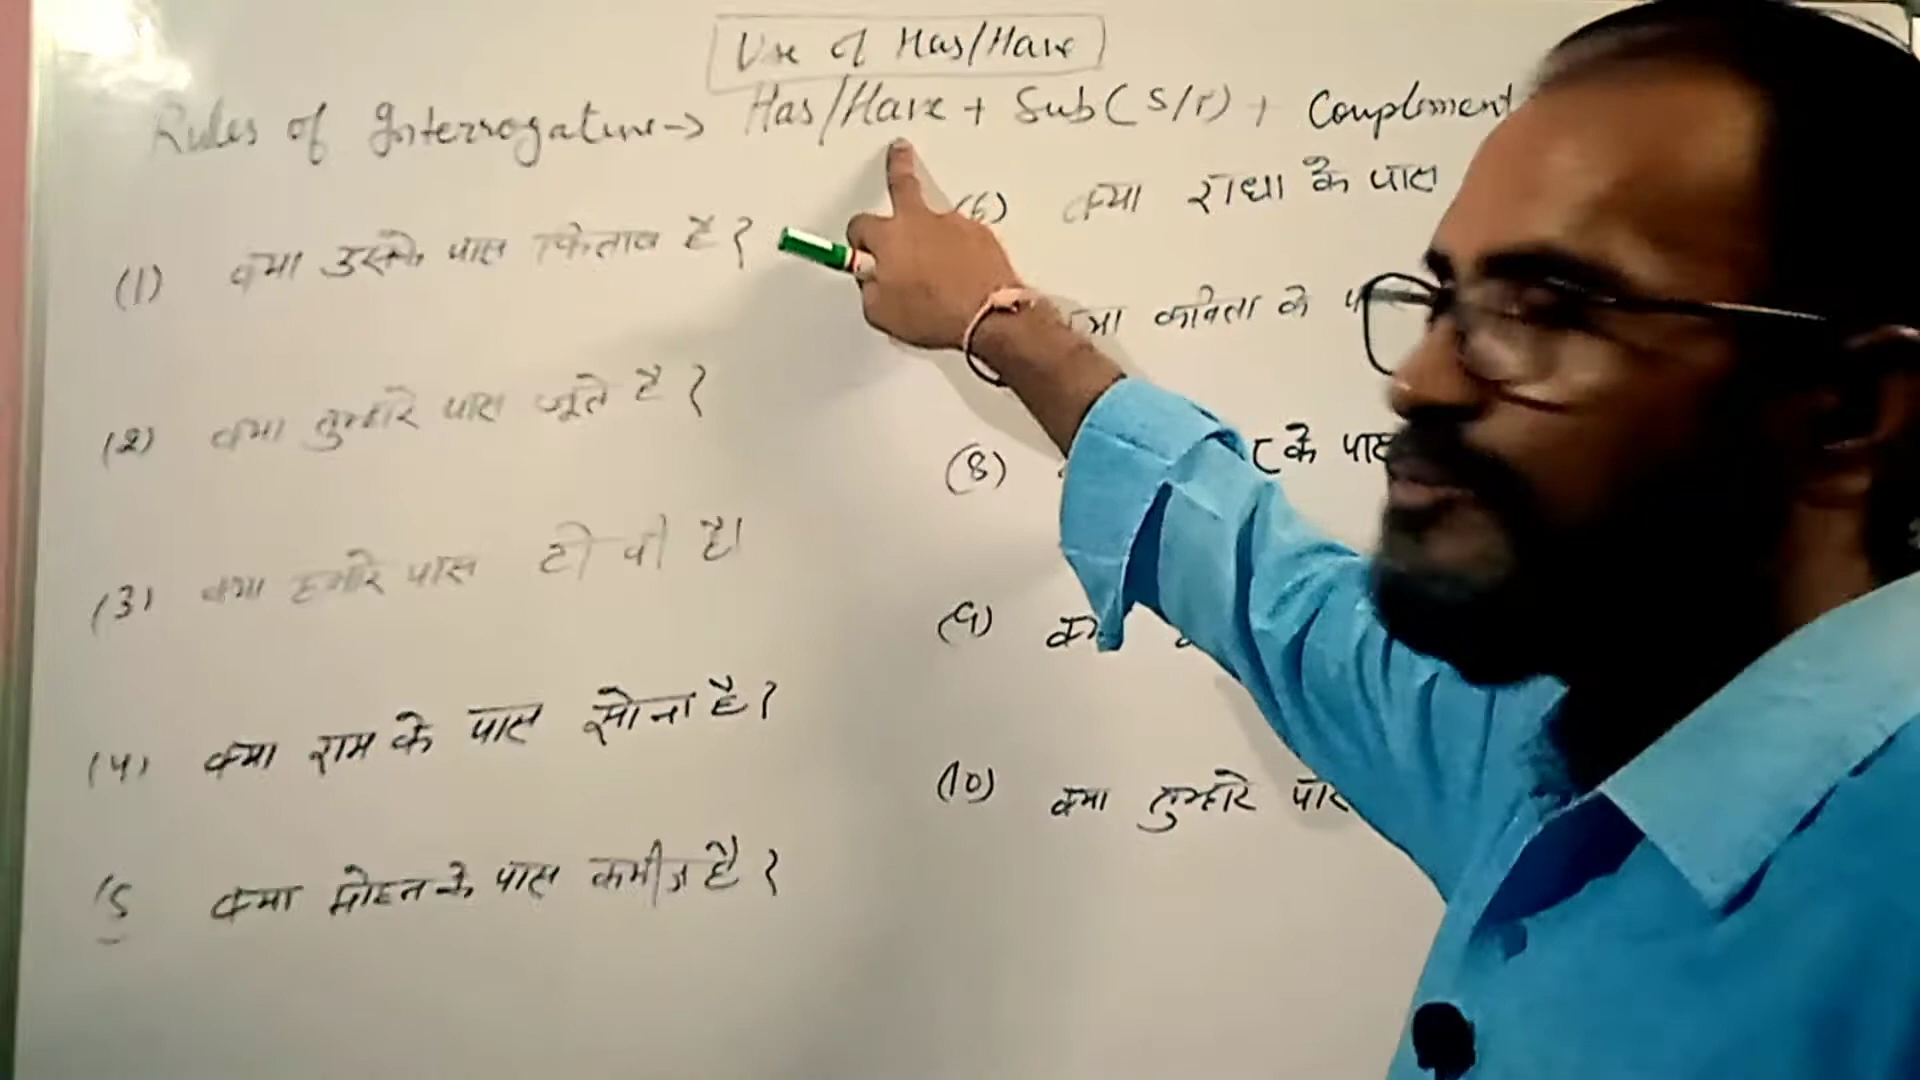 Use of Has/Have
Rules of Interrogative → Has/Have + Sub(S/P) + Complement
(1) क्या उसके पास किताब है?
(2) क्या तुम्हारे पास जूते है?
(3) क्या हमारे पास टी वी है।
(4) क्या राम के पास सोना है?
(5 क्या मोहन के पास कमीज है?
(6) क्या राधा के पास
क्या कविता के
(8) के पास
(9) क्या
(10) क्या तुम्हारे पास